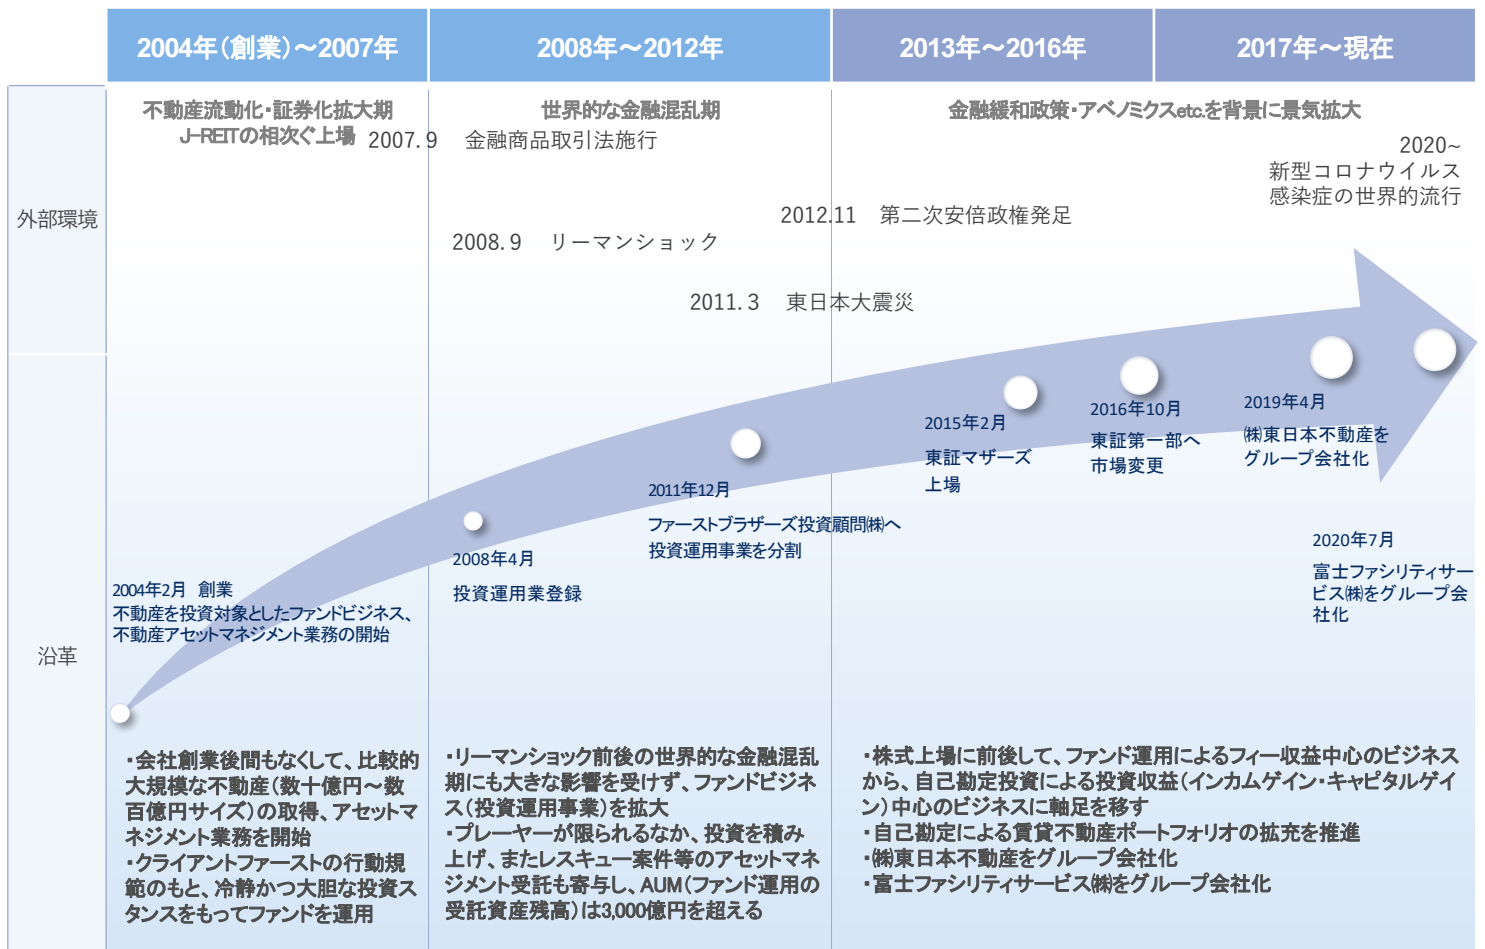 2004年(創業)～2007年
2008年～2012年
2013年～2016年
2017年～現在
外部環境
不動産流動化・証券化拡大期
J-REITの相次ぐ上場
世界的な金融混乱期
金融緩和政策・アベノミクスetc.を背景に景気拡大
2007.9 金融商品取引法施行
2020~
新型コロナウイルス
感染症の世界的流行
2012.11 第二次安倍政権発足
2008.9 リーマンショック
2011.3 東日本大震災
沿革
2004年2月 創業
不動産を投資対象としたファンドビジネス、
不動産アセットマネジメント業務の開始
2008年4月
投資運用業登録
2011年12月
ファーストブラザーズ投資顧問㈱へ
投資運用事業を分割
2015年2月
東証マザーズ
上場
2016年10月
東証第一部へ
市場変更
2019年4月
㈱東日本不動産を
グループ会社化
2020年7月
富士ファシリティサー
ビス㈱をグループ会
社化
・会社創業後間もなくして、比較的
大規模な不動産(数十億円～数
百億円サイズ)の取得、アセットマ
ネジメント業務を開始
・クライアントファーストの行動規
範のもと、冷静かつ大胆な投資ス
タンスをもってファンドを運用
・リーマンショック前後の世界的な金融混乱
期にも大きな影響を受けず、ファンドビジネ
ス(投資運用事業)を拡大
・プレーヤーが限られるなか、投資を積み
上げ、またレスキュー案件等のアセットマネ
ジメント受託も寄与し、AUM(ファンド運用の
受託資産残高)は3,000億円を超える
・株式上場に前後して、ファンド運用によるフィー収益中心のビジネス
から、自己勘定投資による投資収益(インカムゲイン・キャピタルゲイ
ン)中心のビジネスに軸足を移す
・自己勘定による賃貸不動産ポートフォリオの拡充を推進
・㈱東日本不動産をグループ会社化
・富士ファシリティサービス㈱をグループ会社化